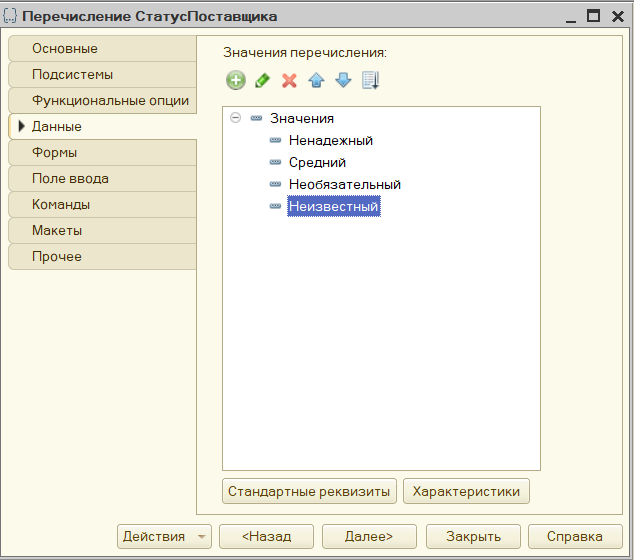 Перечисление СтатусПоставщика
Основные
Подсистемы
Функциональные опции
Данные
Формы
Поле ввода
Команды
Макеты
Прочее
Значения перечисления:
Значения
Ненадежный
Средний
Необязательный
Неизвестный
Стандартные реквизиты Характеристики
Действия <Назад Далее> Закрыть Справка